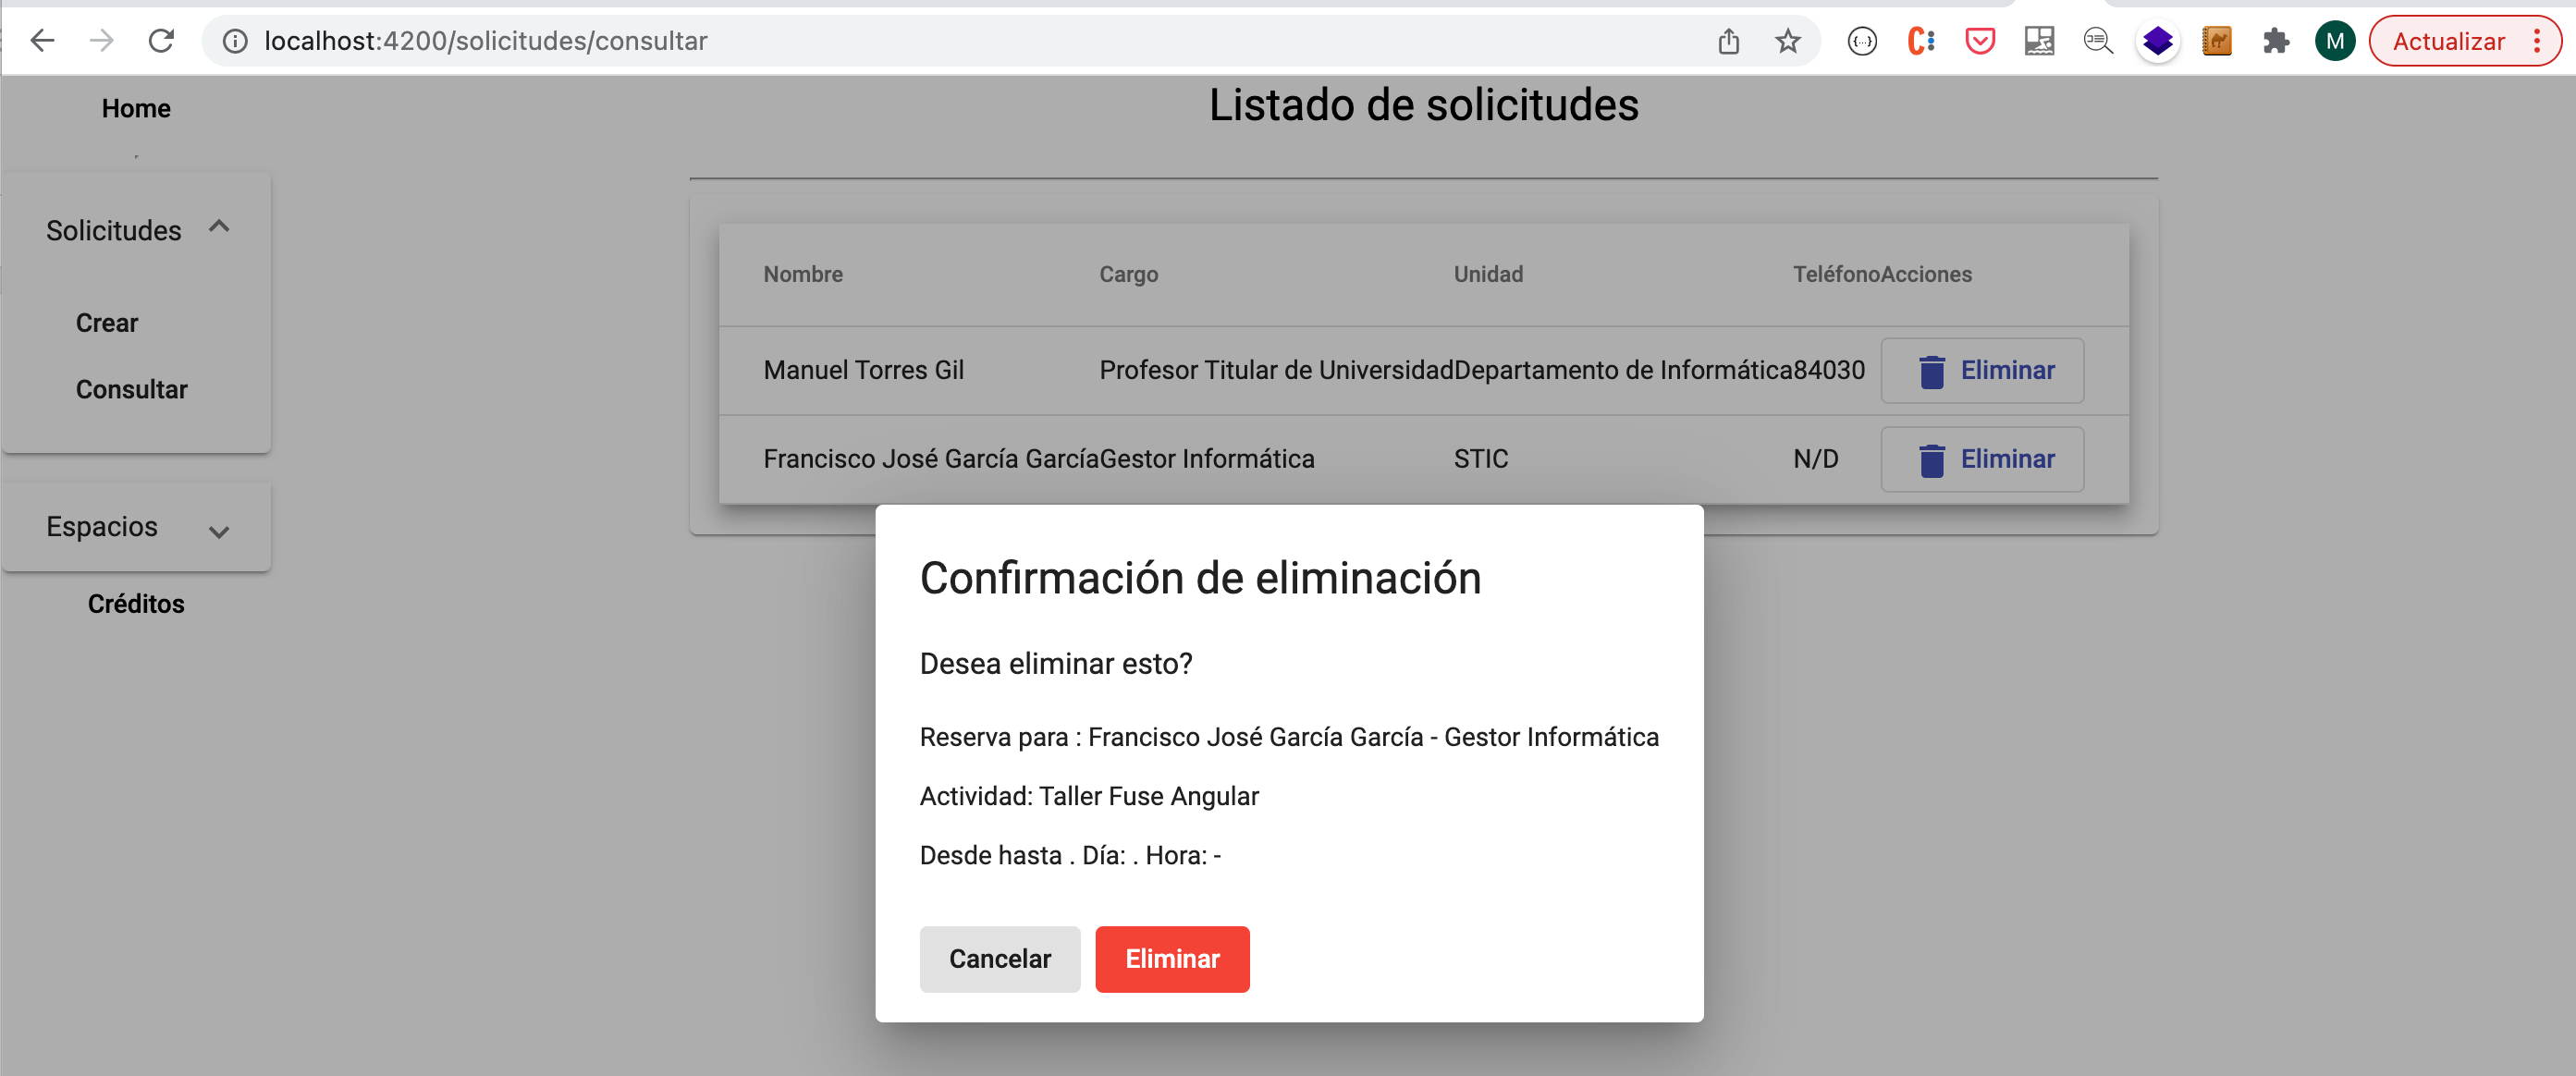 localhost:4200/solicitudes/consultar
M
Actualizar
Home
Listado de solicitudes
Solicitudes
Crear
Consultar
Espacios
Créditos
Nombre Cargo Unidad Teléfono Acciones
Manuel Torres Gil Profesor Titular de Universidad Departamento de Informática 84030 Eliminar
Francisco José García García Gestor Informática STIC N/D Eliminar
Confirmación de eliminación
Desea eliminar esto?
Reserva para : Francisco José García García - Gestor Informática
Actividad: Taller Fuse Angular
Desde hasta . Día: . Hora: -
Cancelar Eliminar